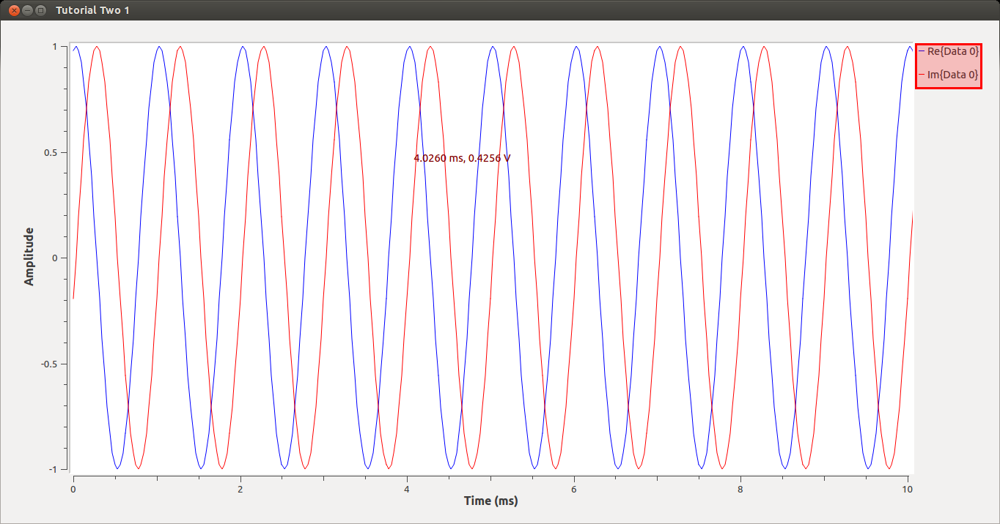 Tutorial Two 1
— Re{Data 0}
— Im{Data 0}
1
0.5
4.0260 ms, 0.4256 V
Amplitude
0
-0.5
-1
0 2 4 6 8 10
Time (ms)